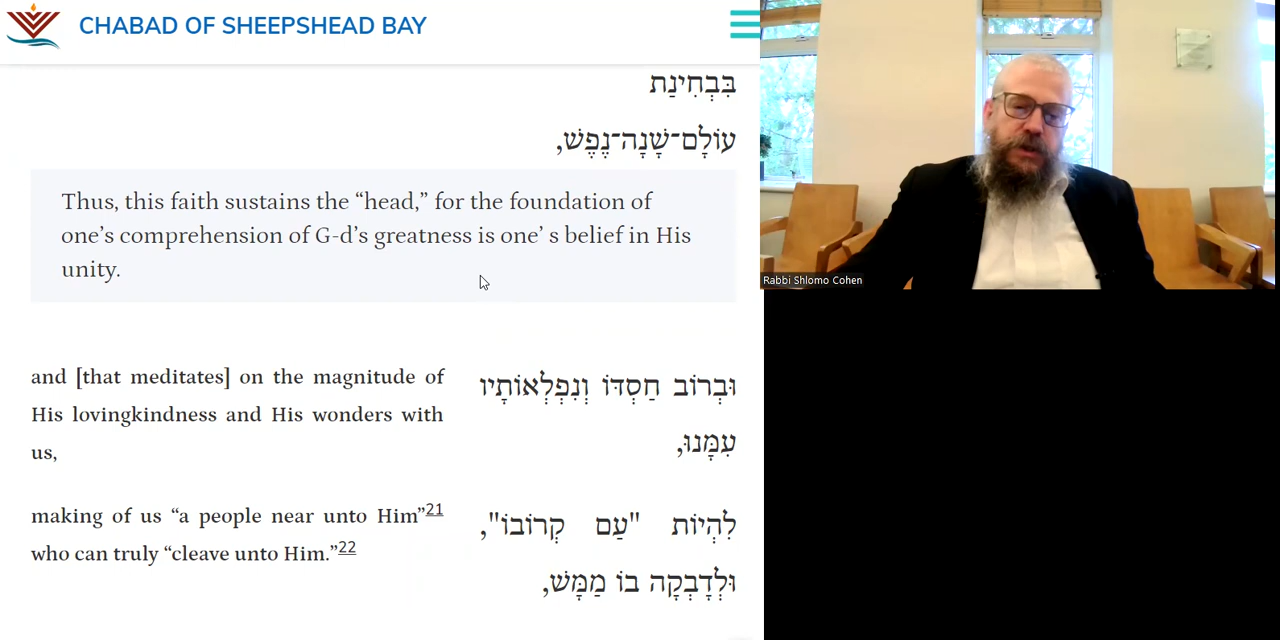 CHABAD OF SHEEPSHEAD BAY
בִּבְחִינַת
עוֹלָם־שָׁנָה־נֶפֶשׁ,
Thus, this faith sustains the “head,” for the foundation of
one’s comprehension of G-d’s greatness is one’ s belief in His
unity.
and [that meditates] on the magnitude of
His lovingkindness and His wonders with
us,
וּבְרוֹב חַסְדּוֹ וְנִפְלְאוֹתָיו
עִמָּנוּ,
making of us “a people near unto Him”21
who can truly “cleave unto Him.”22
לִהְיוֹת "עַם קְרוֹבוֹ",
וּלְדָבְקָה בוֹ מַמָּשׁ,
Rabbi Shlomo Cohen